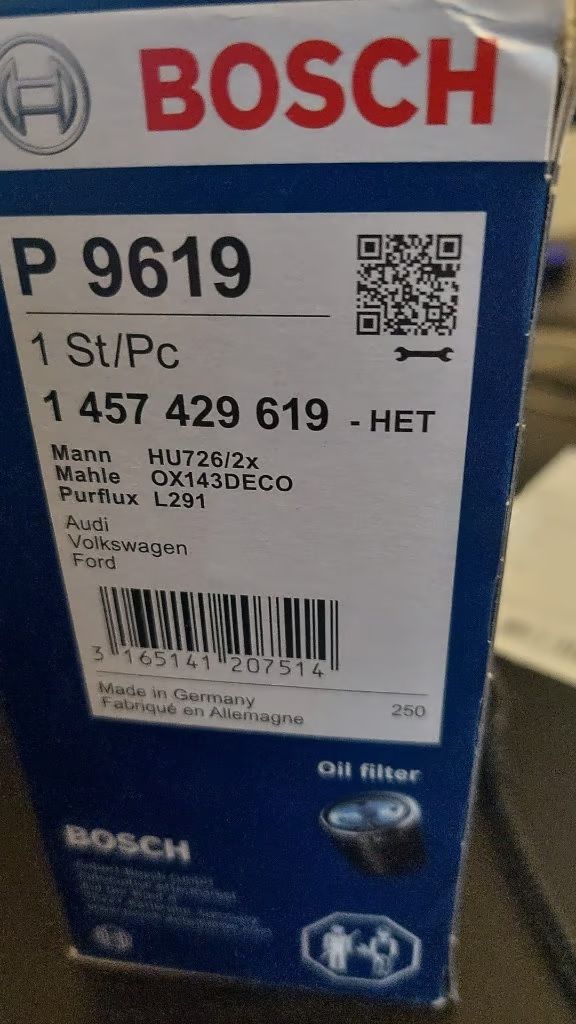 BOSCH
P 9619
1 St/Pc
1 457 429 619 - HET
Mann HU726/2x
Mahle OX143DECO
Purflux L291
Audi
Volkswagen
Ford
3 165141 207514
Made in Germany
Fabriqué en Allemagne
250
Oil filter
BOSCH